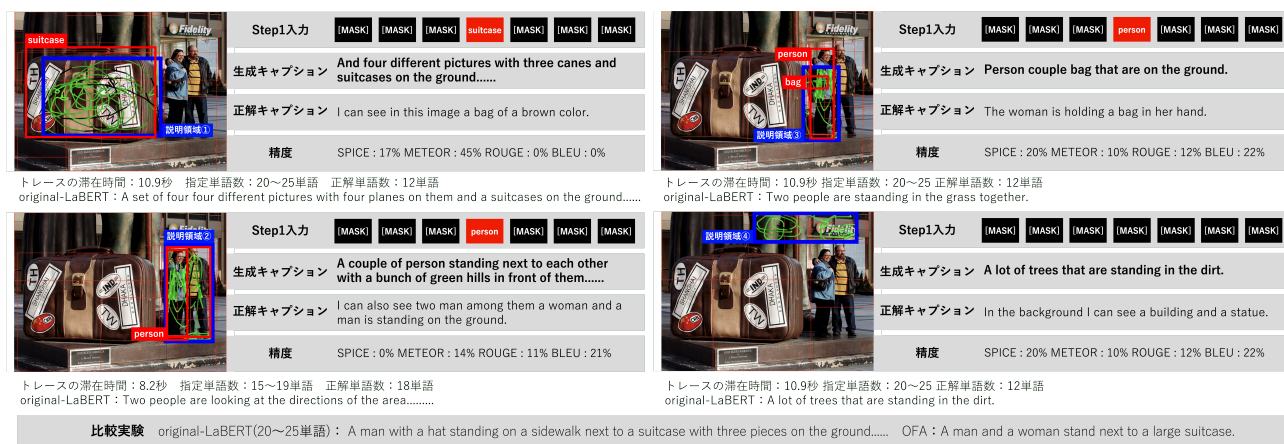 suitcase
Fidelity
TH
IND
DHAKA
TW
説明領域①
Step1入力
[MASK] [MASK] [MASK] suitcase [MASK] [MASK] [MASK]
生成キャプション
And four different pictures with three canes and
suitcases on the ground......
正解キャプション
I can see in this image a bag of a brown color.
精度
SPICE : 17% METEOR : 45% ROUGE : 0% BLEU : 0%
トレースの滞在時間：10.9秒　指定単語数：20〜25単語　正解単語数：12単語
original-LaBERT：A set of four four different pictures with four planes on them and a suitcases on the ground......
person
bag
Fidelity
TH
IND
DHAKA
TW
説明領域③
Step1入力
[MASK] [MASK] [MASK] person [MASK] [MASK] [MASK]
生成キャプション
Person couple bag that are on the ground.
正解キャプション
The woman is holding a bag in her hand.
精度
SPICE : 20% METEOR : 10% ROUGE : 12% BLEU : 22%
トレースの滞在時間：10.9秒 指定単語数：20〜25 正解単語数：12単語
original-LaBERT：Two people are staanding in the grass together.
説明領域②
TH
IND
DHAKA
TW
person
Step1入力
[MASK] [MASK] [MASK] person [MASK] [MASK] [MASK]
生成キャプション
A couple of person standing next to each other
with a bunch of green hills in front of them......
正解キャプション
I can also see two man among them a woman and a
man is standing on the ground.
精度
SPICE : 0% METEOR : 14% ROUGE : 11% BLEU : 21%
トレースの滞在時間：8.2秒　指定単語数：15〜19単語　正解単語数：18単語
original-LaBERT：Two people are looking at the directions of the area.........
説明領域④
Fidelity
TH
IND
DHAKA
TW
Step1入力
[MASK] [MASK] [MASK] [MASK] [MASK] [MASK] [MASK]
生成キャプション
A lot of trees that are standing in the dirt.
正解キャプション
In the background I can see a building and a statue.
精度
SPICE : 20% METEOR : 10% ROUGE : 12% BLEU : 22%
トレースの滞在時間：10.9秒 指定単語数：20〜25 正解単語数：12単語
original-LaBERT：A lot of trees that are standing in the dirt.
比較実験　original-LaBERT(20〜25単語)： A man with a hat standing on a sidewalk next to a suitcase with three pieces on the ground......　OFA：A man and a woman stand next to a large suitcase.